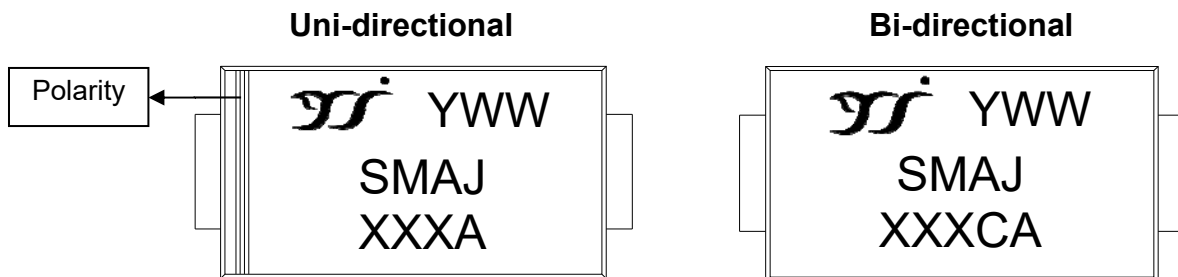 Uni-directional
Bi-directional
Polarity
YWW
SMAJ
XXXA
YWW
SMAJ
XXXCA